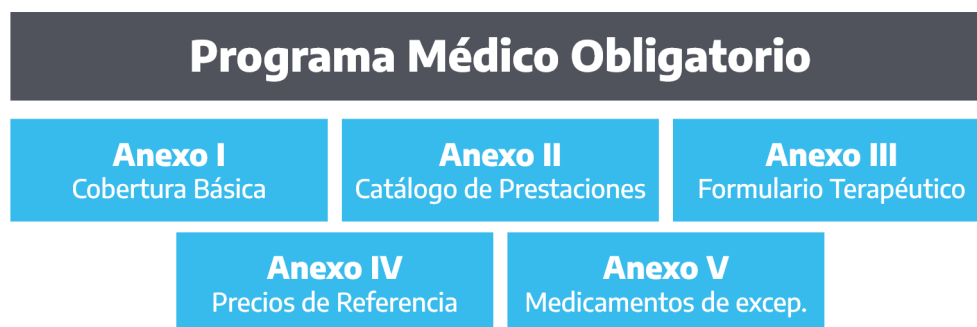 Programa Médico Obligatorio
Anexo I
Cobertura Básica
Anexo II
Catálogo de Prestaciones
Anexo III
Formulario Terapéutico
Anexo IV
Precios de Referencia
Anexo V
Medicamentos de excep.